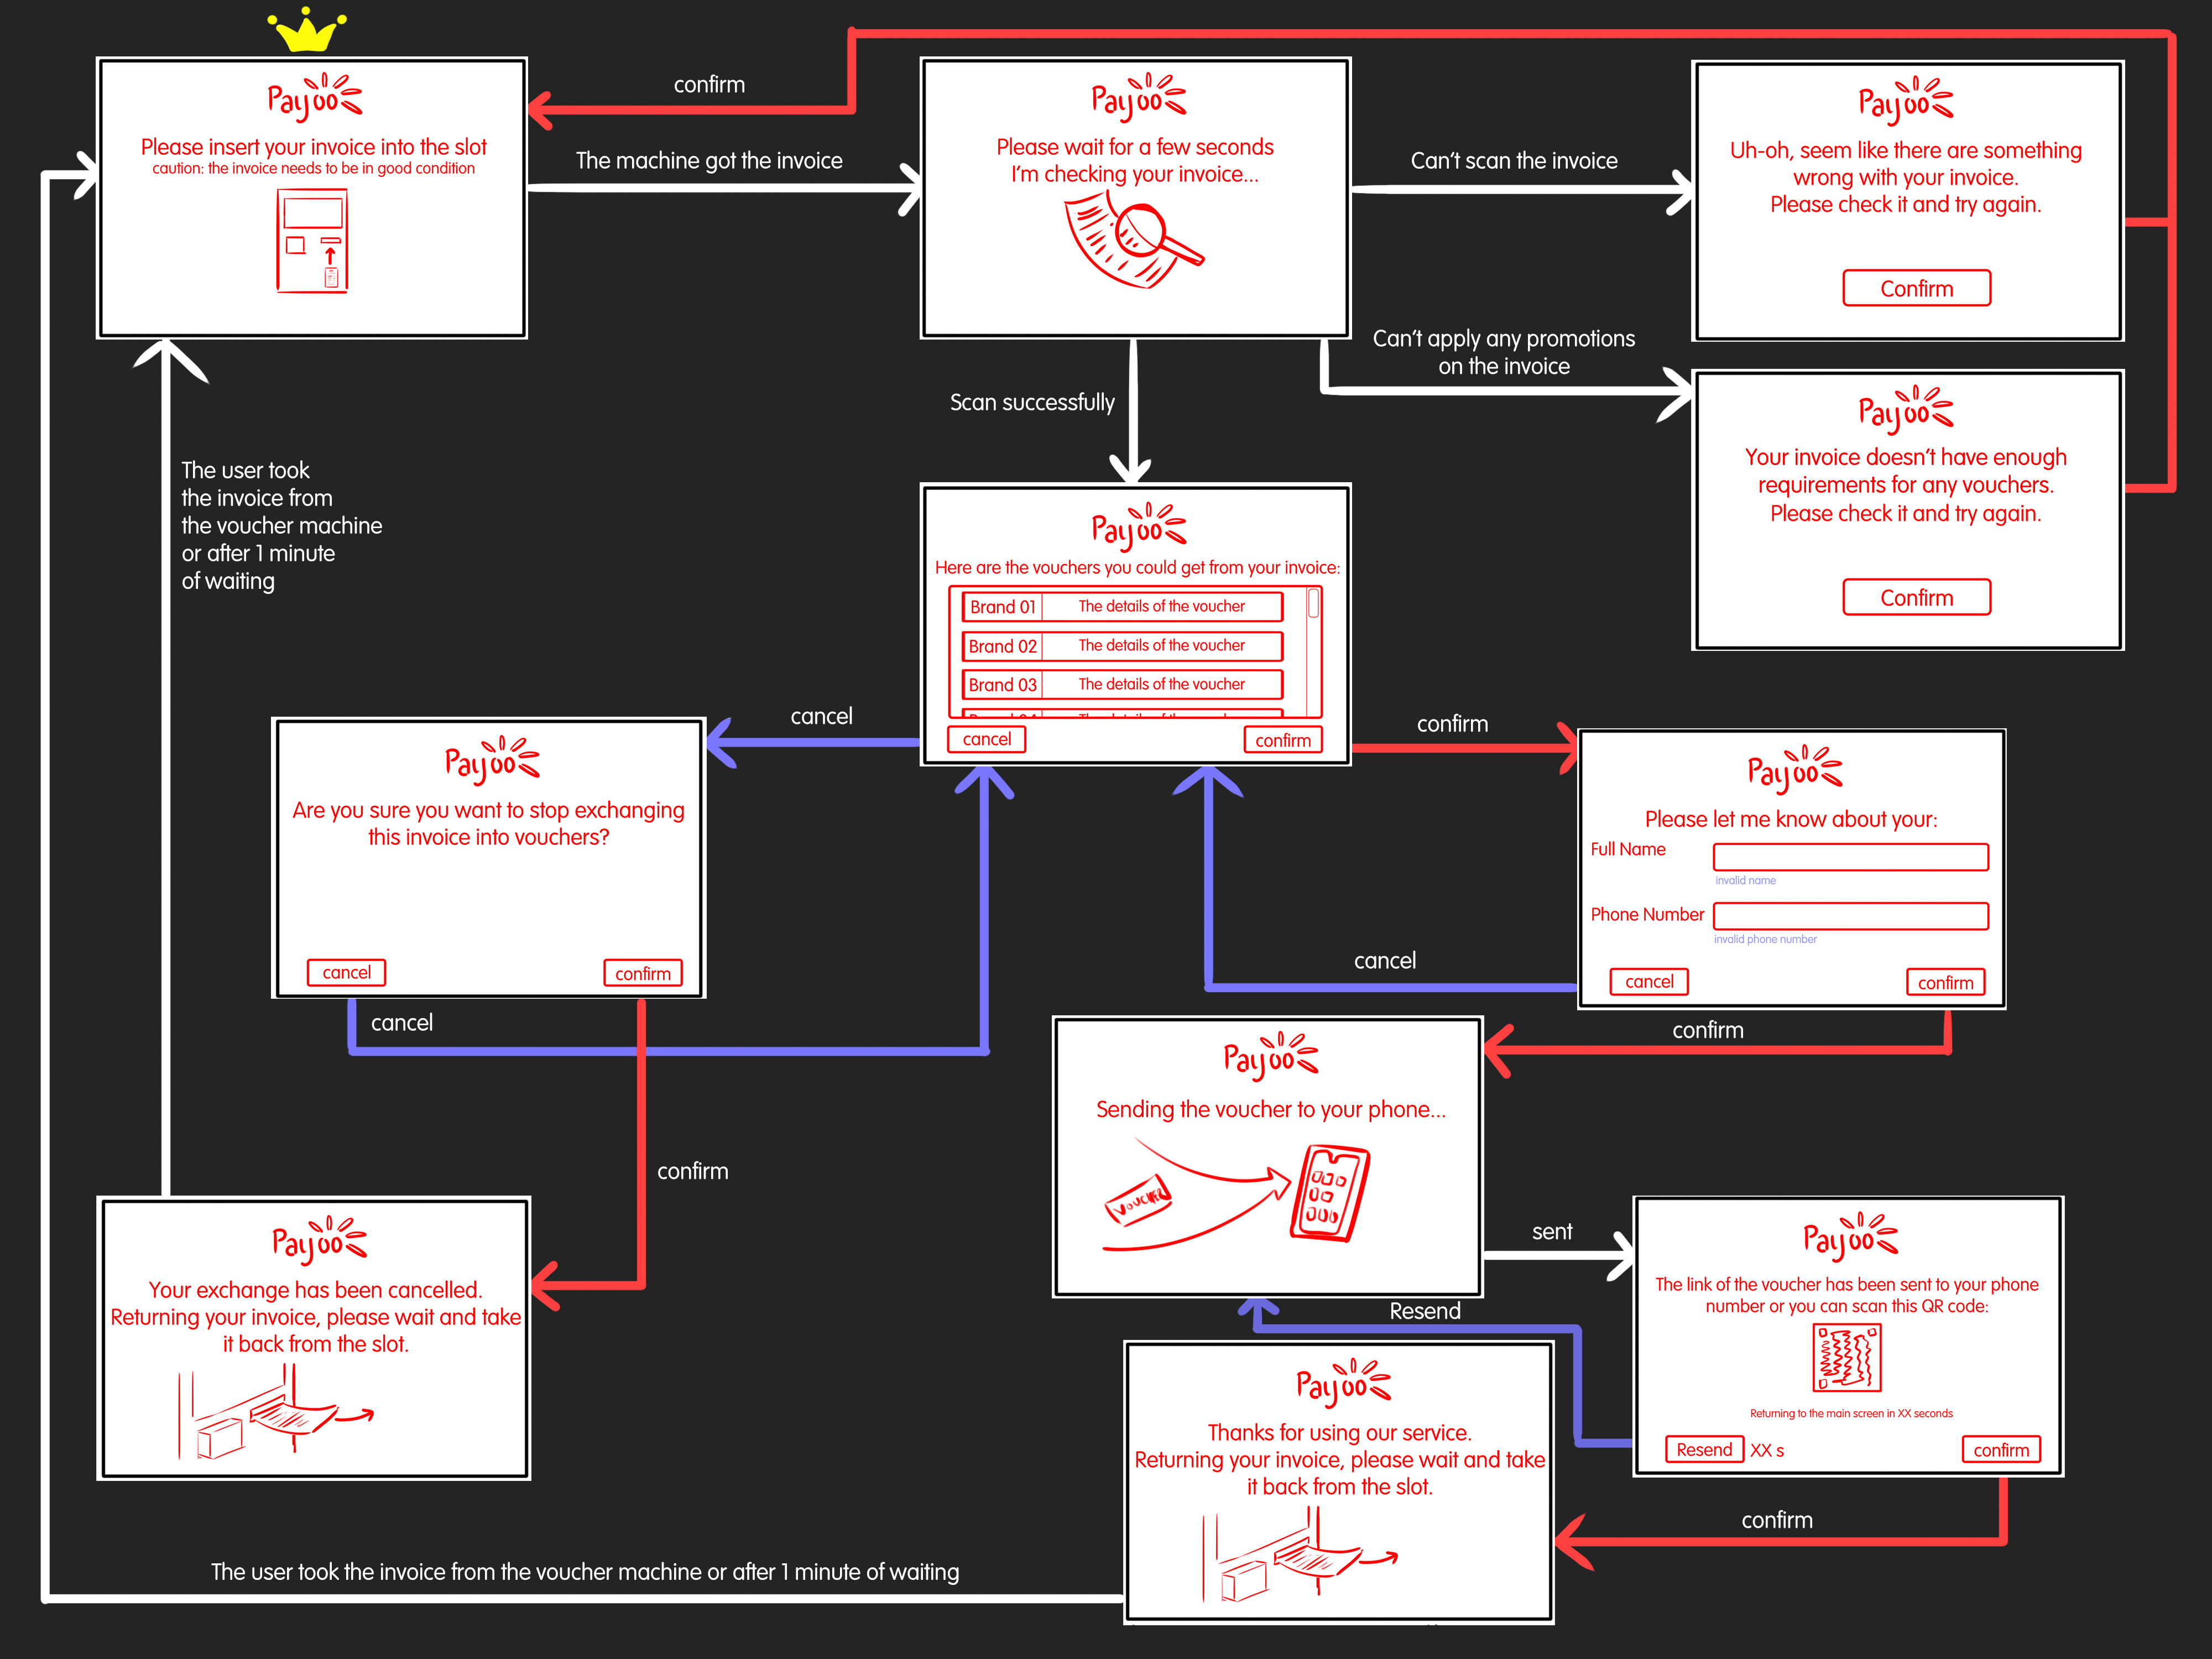 Payoo
Please insert your invoice into the slot
caution: the invoice needs to be in good condition
confirm
The machine got the invoice
Payoo
Please wait for a few seconds
I'm checking your invoice...
Can't scan the invoice
Payoo
Uh-oh, seem like there are something
wrong with your invoice.
Please check it and try again.
Confirm
Can't apply any promotions
on the invoice
Scan successfully
Payoo
Your invoice doesn't have enough
requirements for any vouchers.
Please check it and try again.
Confirm
The user took
the invoice from
the voucher machine
or after 1 minute
of waiting
Payoo
Here are the vouchers you could get from your invoice:
Brand 01 The details of the voucher
Brand 02 The details of the voucher
Brand 03 The details of the voucher
cancel confirm
cancel
confirm
Payoo
Are you sure you want to stop exchanging
this invoice into vouchers?
cancel confirm
cancel
confirm
Payoo
Please let me know about your:
Full Name
invalid name
Phone Number
invalid phone number
cancel confirm
cancel
confirm
Payoo
Sending the voucher to your phone...
VOUCHER
sent
Resend
Payoo
The link of the voucher has been sent to your phone
number or you can scan this QR code:
Returning to the main screen in XX seconds
Resend XX s confirm
confirm
Payoo
Your exchange has been cancelled.
Returning your invoice, please wait and take
it back from the slot.
Payoo
Thanks for using our service.
Returning your invoice, please wait and take
it back from the slot.
The user took the invoice from the voucher machine or after 1 minute of waiting